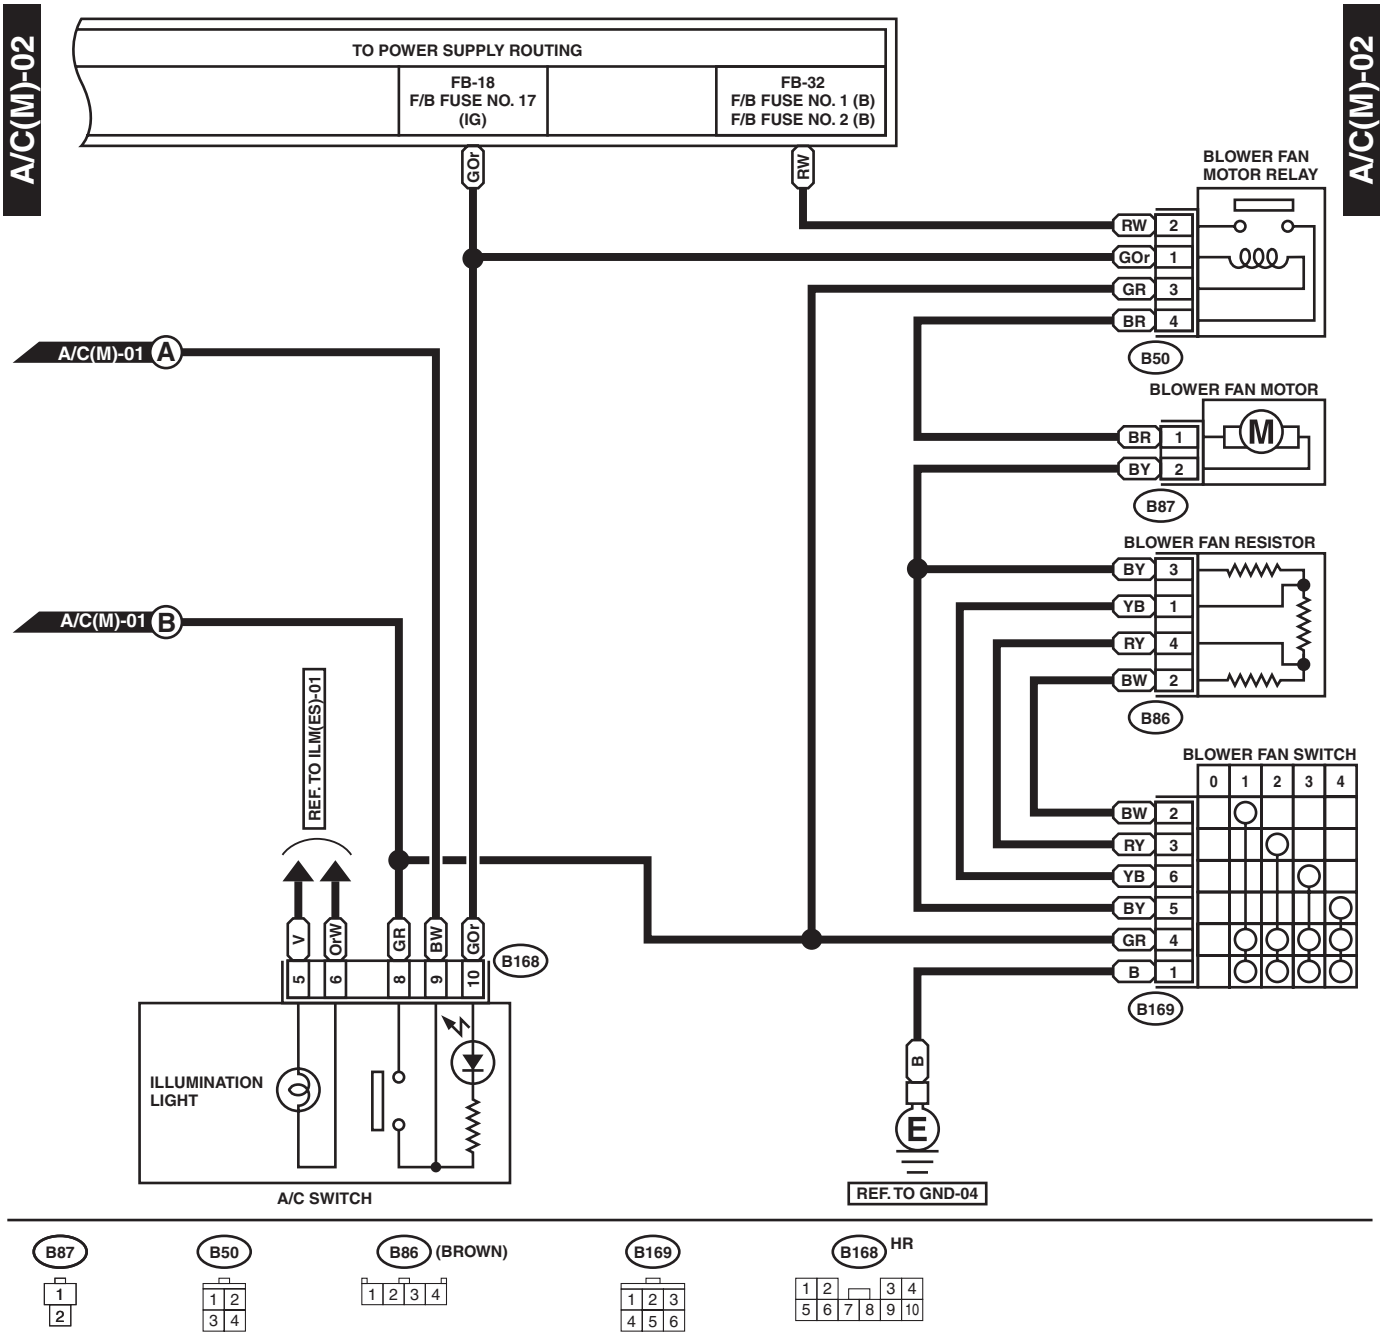 A/C(M)-02
A/C(M)-02
TO POWER SUPPLY ROUTING
FB-18
F/B FUSE NO. 17
(IG)
FB-32
F/B FUSE NO. 1 (B)
F/B FUSE NO. 2 (B)
GOr
RW
BLOWER FAN
MOTOR RELAY
RW 2
GOr 1
GR 3
BR 4
B50
A/C(M)-01 A
BLOWER FAN MOTOR
BR 1
M
BY 2
B87
BLOWER FAN RESISTOR
BY 3
YB 1
RY 4
BW 2
B86
A/C(M)-01 B
REF. TO ILM(ES)-01
BLOWER FAN SWITCH
0 1 2 3 4
BW 2
RY 3
YB 6
BY 5
GR 4
B 1
B169
V OrW GR BW GOr
B168
5 6 8 9 10
ILLUMINATION
LIGHT
A/C SWITCH
B
E
REF. TO GND-04
B87
1
2
B50
1 2
3 4
B86 (BROWN)
1 2 3 4
B169
1 2 3
4 5 6
B168 HR
1 2 3 4
5 6 7 8 9 10